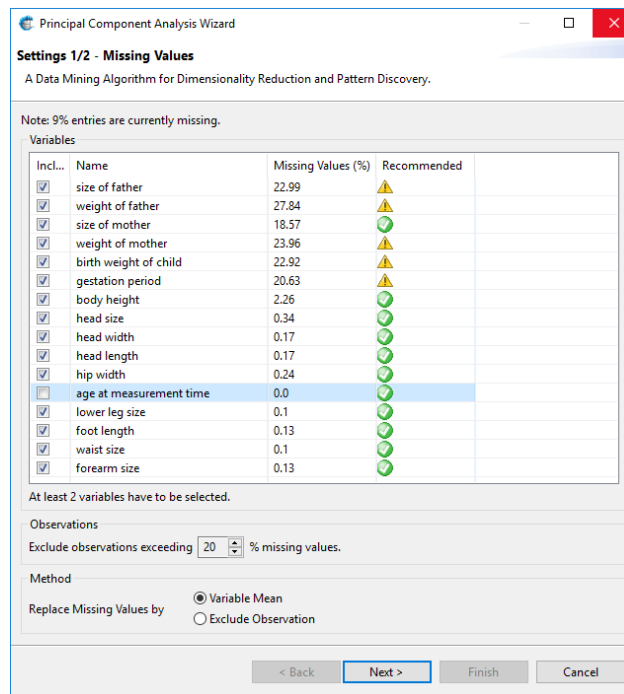 Principal Component Analysis Wizard
Settings 1/2 - Missing Values
A Data Mining Algorithm for Dimensionality Reduction and Pattern Discovery.
Note: 9% entries are currently missing.
Variables
Incl... Name Missing Values (%) Recommended
size of father 22.99
weight of father 27.84
size of mother 18.57
weight of mother 23.96
birth weight of child 22.92
gestation period 20.63
body height 2.26
head size 0.34
head width 0.17
head length 0.17
hip width 0.24
age at measurement time 0.0
lower leg size 0.1
foot length 0.13
waist size 0.1
forearm size 0.13
At least 2 variables have to be selected.
Observations
Exclude observations exceeding 20 % missing values.
Method
Replace Missing Values by
Variable Mean
Exclude Observation
< Back Next > Finish Cancel